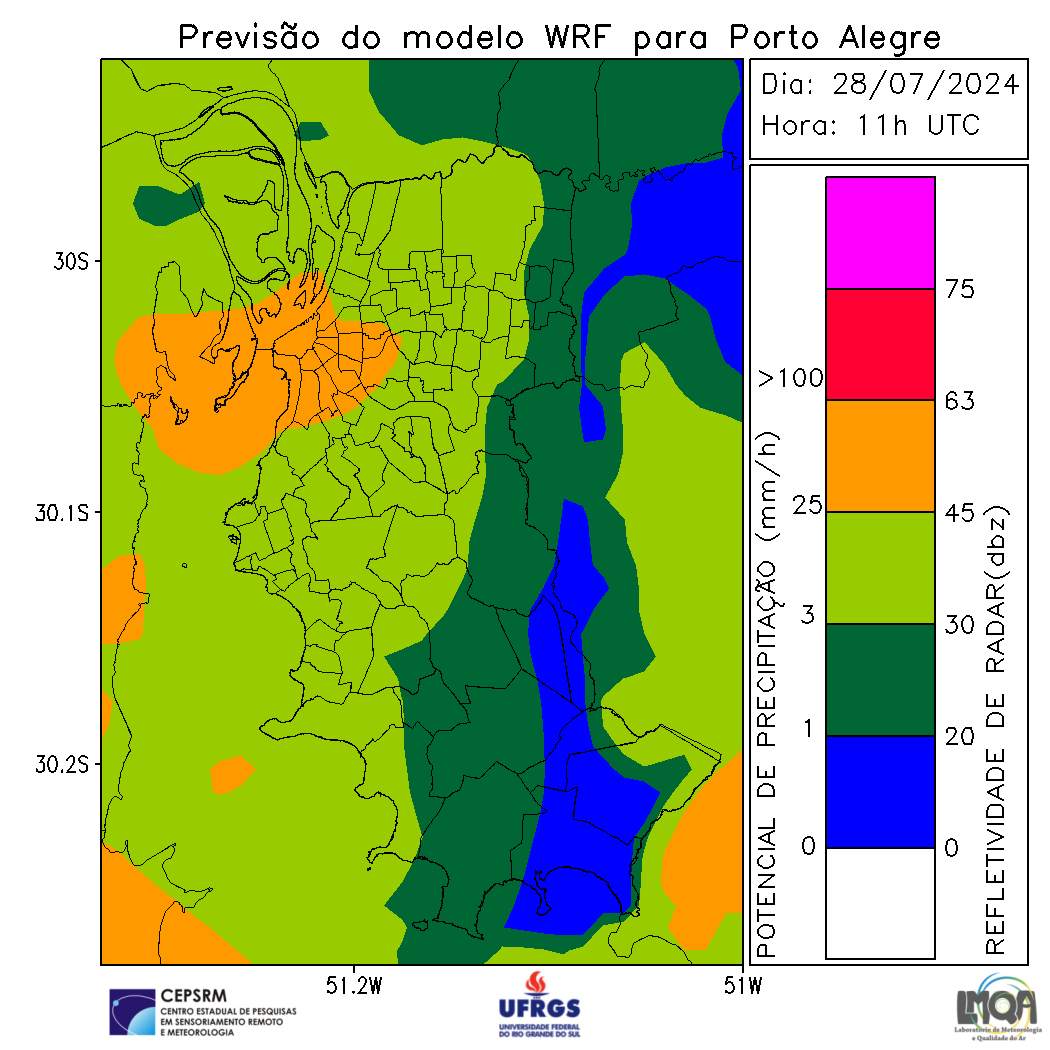 Previsão do modelo WRF para Porto Alegre
Dia: 28/07/2024
Hora: 11h UTC
30S
30.1S
30.2S
51.2W
51W
POTENCIAL DE PRECIPITAÇÃO (mm/h)
>100
25
3
1
0
75
63
45
30
20
0
REFLETIVIDADE DE RADAR(dbz)
CEPSRM
CENTRO ESTADUAL DE PESQUISAS
EM SENSORIAMENTO REMOTO
E METEOROLOGIA
UFRGS
UNIVERSIDADE FEDERAL
DO RIO GRANDE DO SUL
LMQA
Laboratório de Meteorologia
e Qualidade do Ar